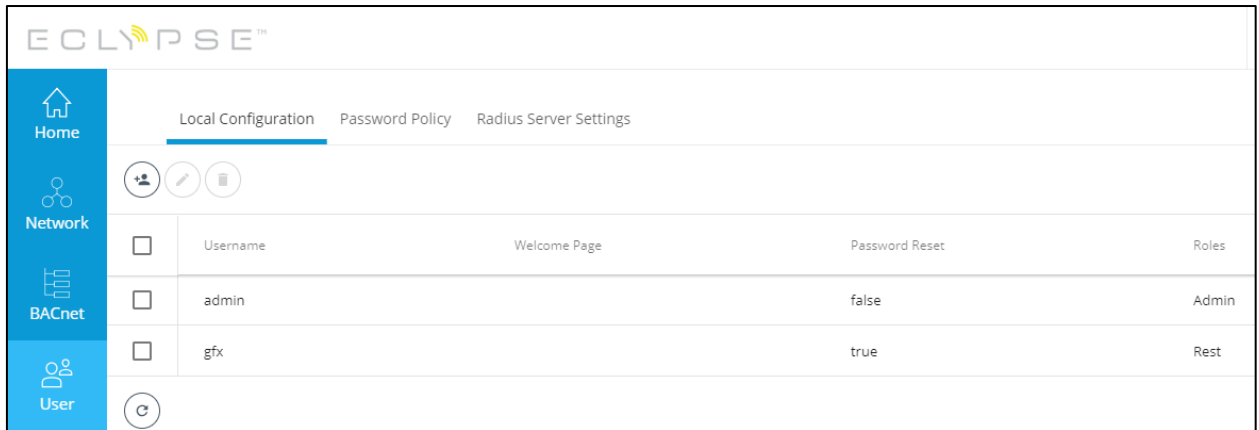 ECLYPSE™
Home
Network
BACnet
User
Local Configuration Password Policy Radius Server Settings
Username Welcome Page Password Reset Roles
admin false Admin
gfx true Rest